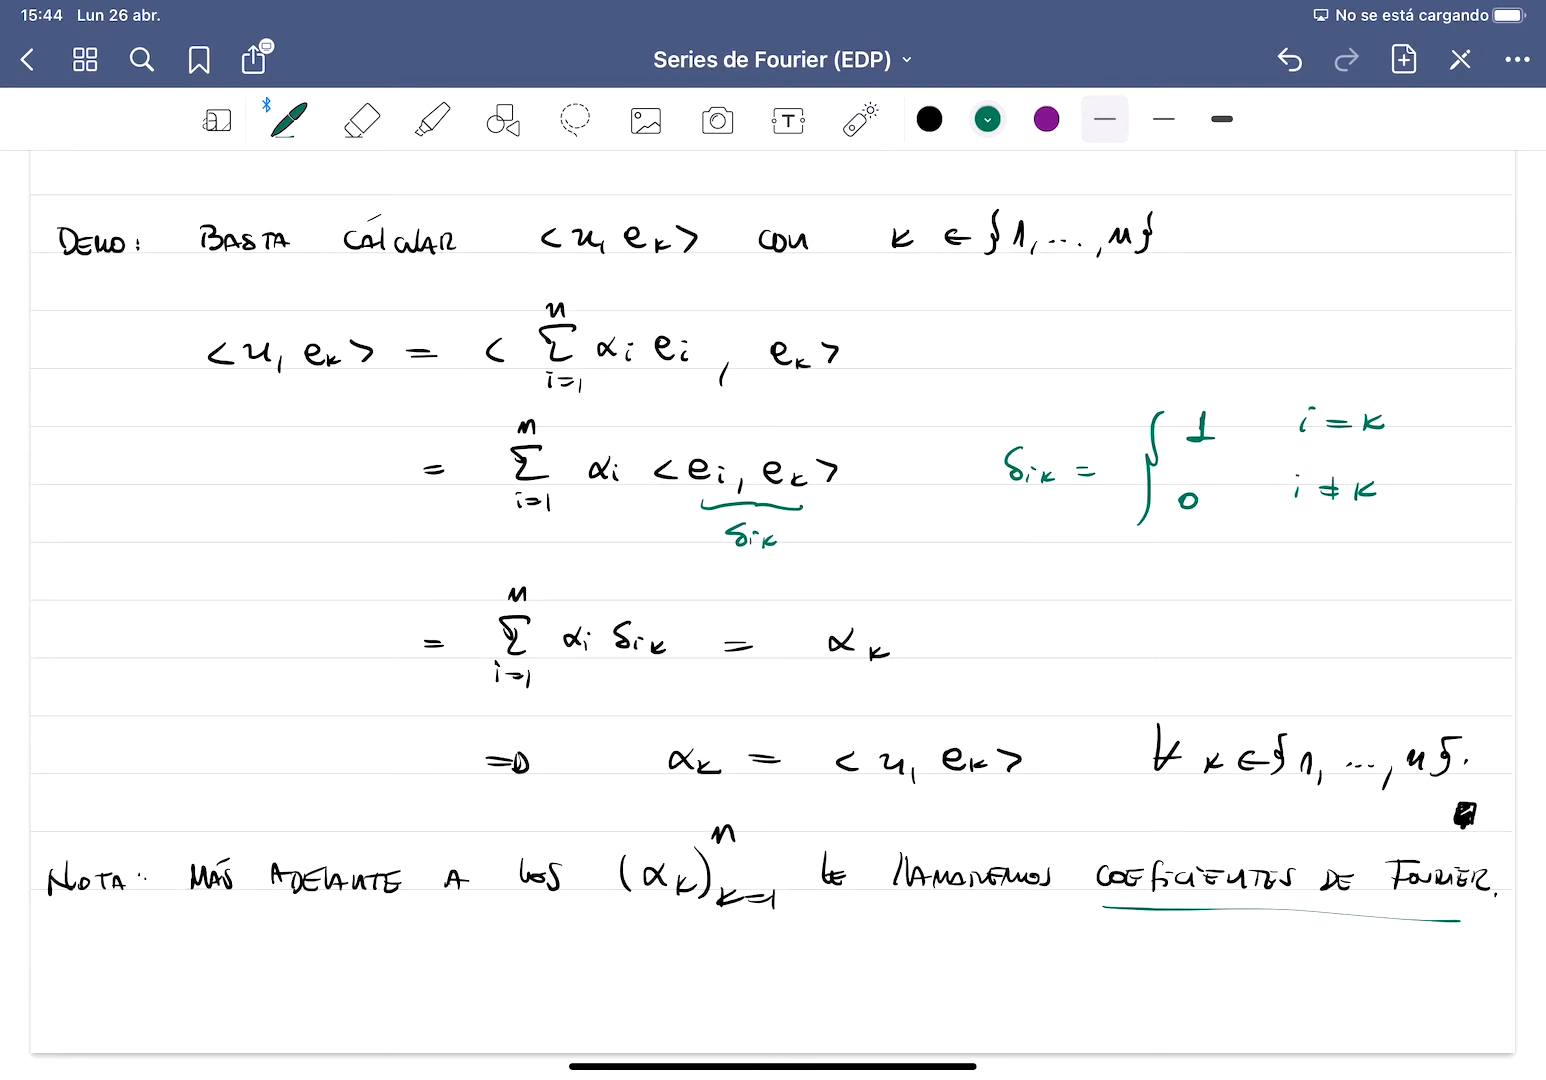 15:44 Lun 26 abr.
No se está cargando
Series de Fourier (EDP)
DEMO: BASTA CÁLCULAR <u, e_k> CON k ∈ {1, ..., n}
<u, e_k> = < Σ_{i=1}^{n} α_i e_i , e_k >
= Σ_{i=1}^{n} α_i <e_i, e_k>
δ_ik
δ_ik = { 1 i = k
0 i ≠ k
= Σ_{i=1}^{n} α_i δ_ik = α_k
⇒ α_k = <u, e_k> ∀ k ∈ {1, ..., n}.
NOTA: MÁS ADELANTE A LOS (α_k)_{k=1}^{n} LE LLAMAREMOS COEFICIENTES DE FOURIER.